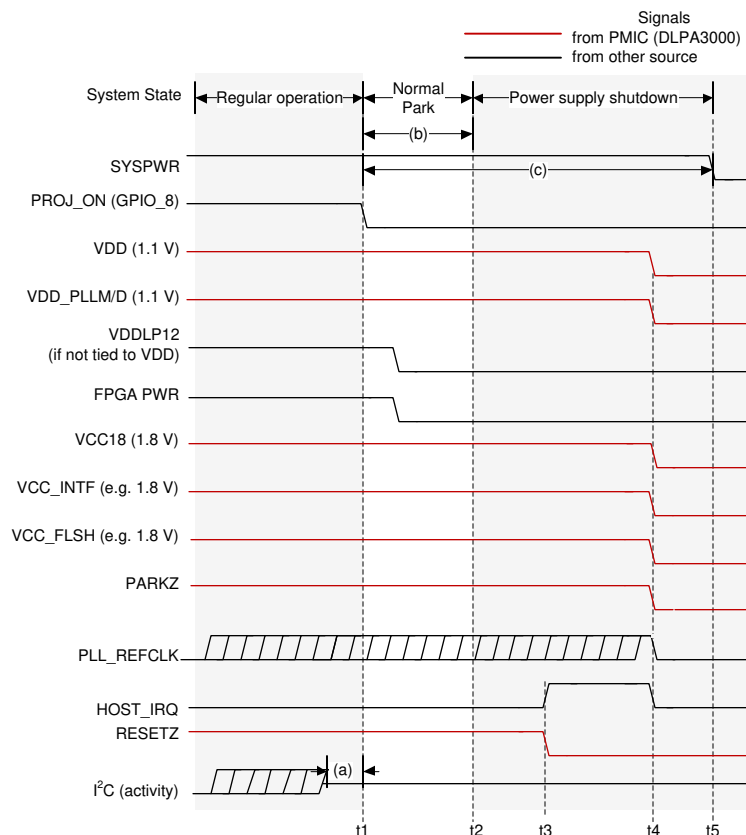 Signals
from PMIC (DLPA3000)
from other source
System State
Regular operation
Normal
Park
Power supply shutdown
(b)
SYSPWR
(c)
PROJ_ON (GPIO_8)
VDD (1.1 V)
VDD_PLLM/D (1.1 V)
VDDLP12
(if not tied to VDD)
FPGA PWR
VCC18 (1.8 V)
VCC_INTF (e.g. 1.8 V)
VCC_FLSH (e.g. 1.8 V)
PARKZ
PLL_REFCLK
HOST_IRQ
RESETZ
(a)
I²C (activity)
t1 t2 t3 t4 t5